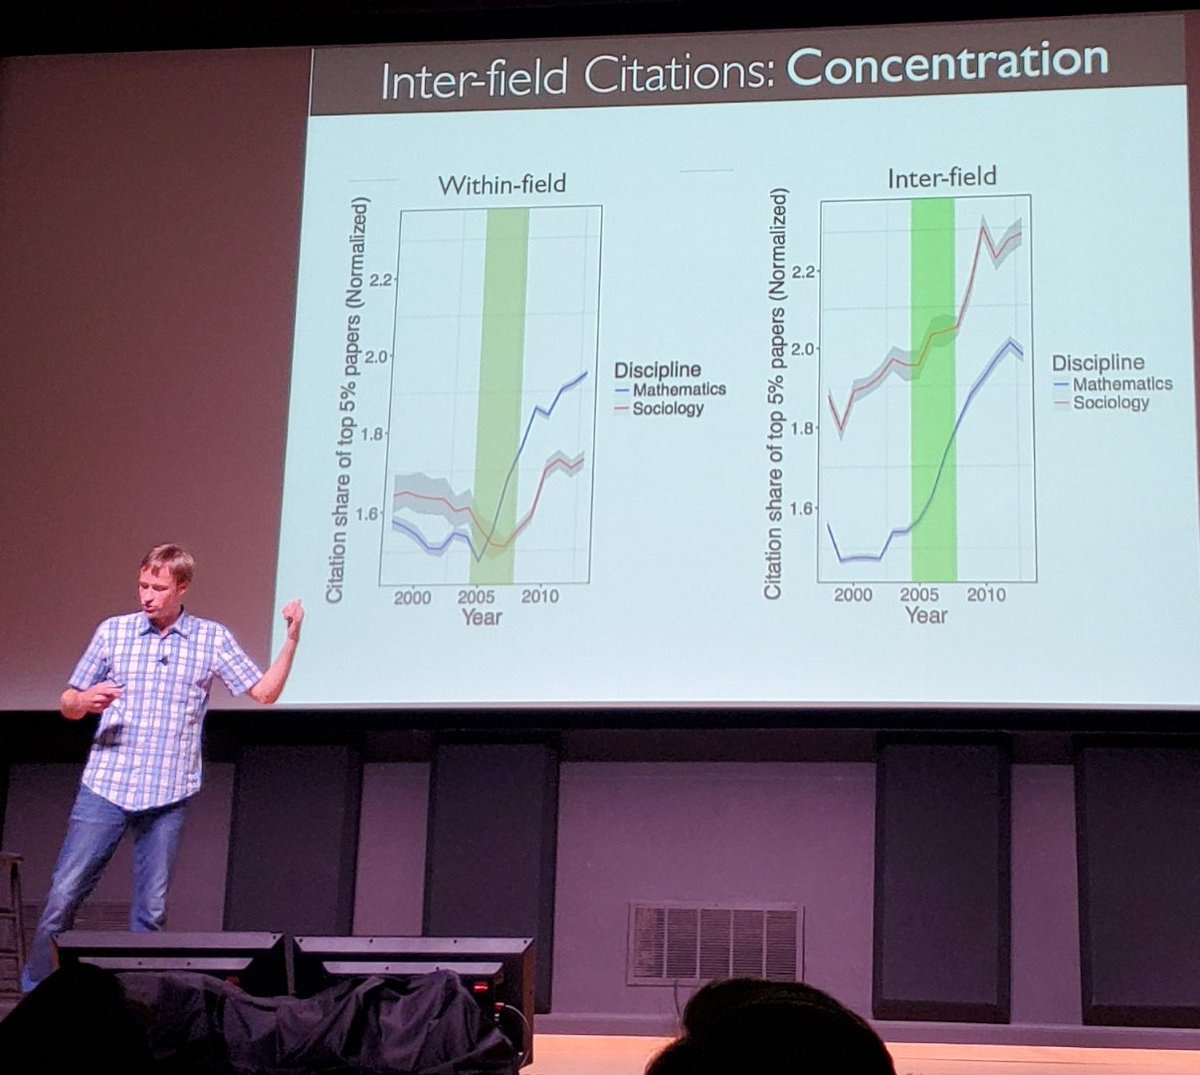 Inter-field Citations: Concentration
Within-field
Citation share of top 5% papers (Normalized)
2.2
2.0
1.8
1.6
2000 2005 2010
Year
Discipline
Mathematics
Sociology
Inter-field
Citation share of top 5% papers (Normalized)
2.2
2.0
1.8
1.6
2000 2005 2010
Year
Discipline
Mathematics
Sociology